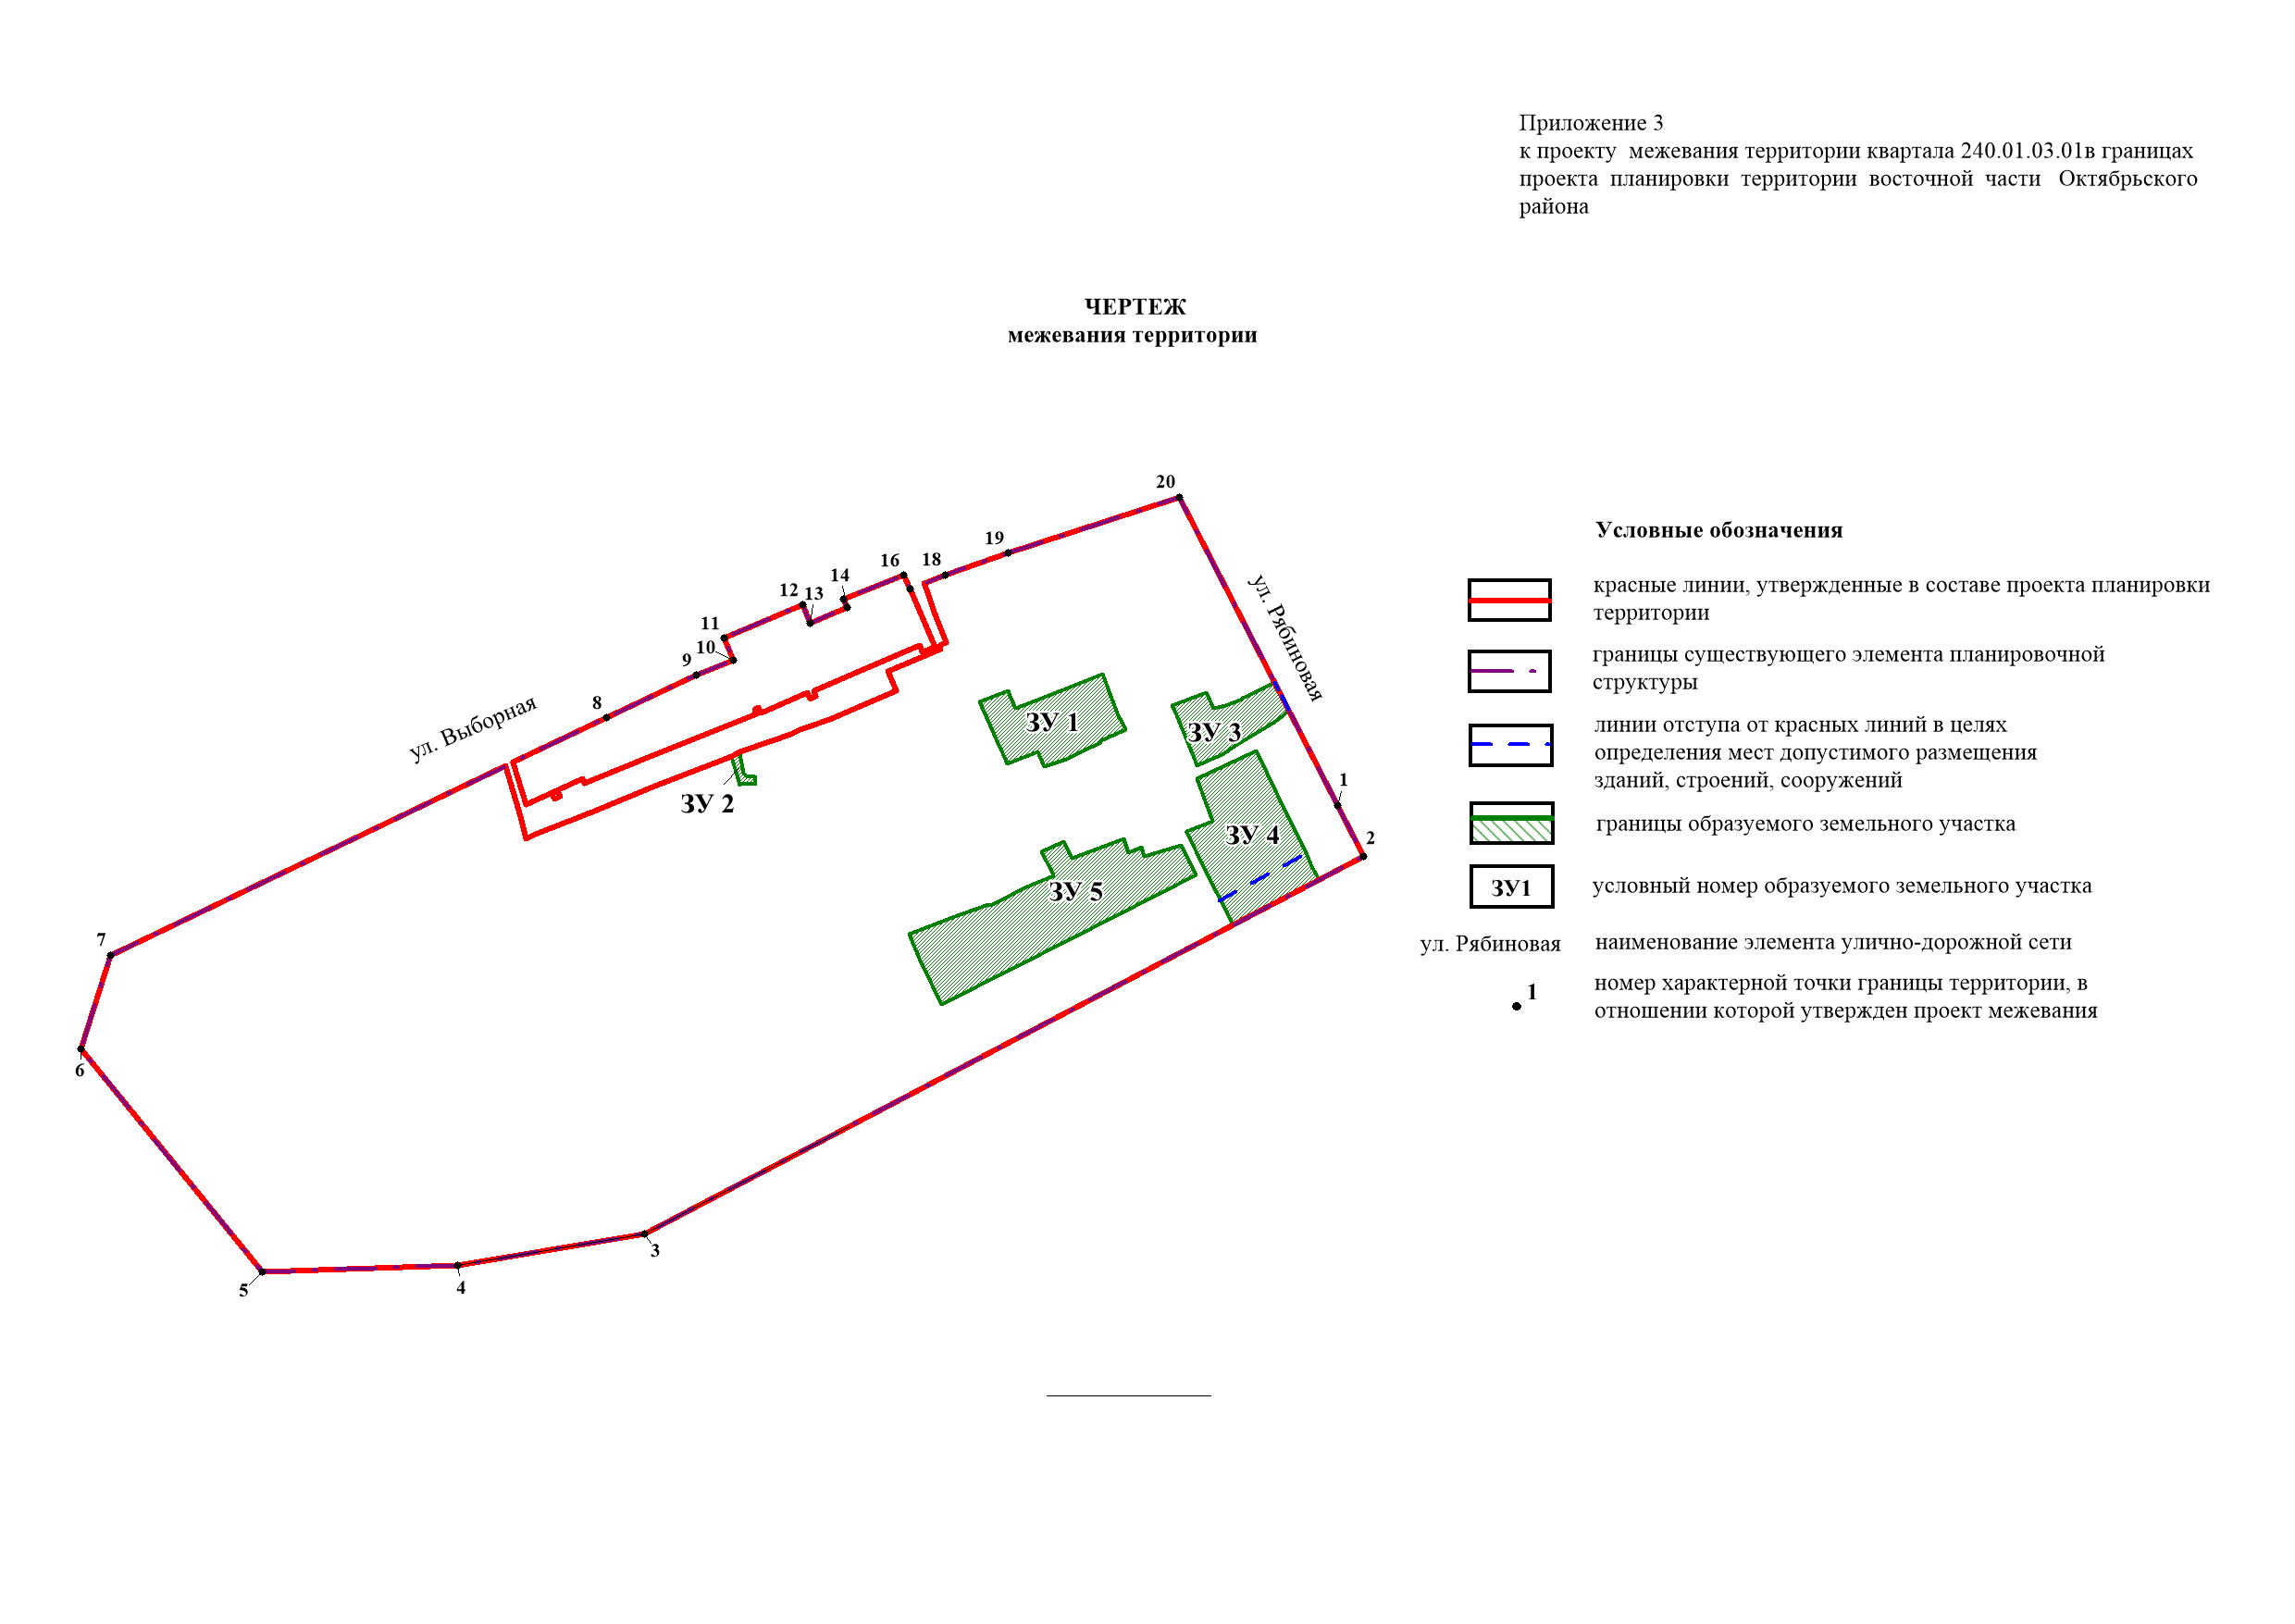 Приложение 3
к проекту межевания территории квартала 240.01.03.01в границах
проекта планировки территории восточной части Октябрьского
района
ЧЕРТЕЖ
межевания территории
20
19
18
16
14
12
13
11
10
9
8
ул. Выборная
ул. Рябиновая
7
6
5
4
3
1
2
ЗУ 1
ЗУ 2
ЗУ 3
ЗУ 4
ЗУ 5
Условные обозначения
красные линии, утвержденные в составе проекта планировки
территории
границы существующего элемента планировочной
структуры
линии отступа от красных линий в целях
определения мест допустимого размещения
зданий, строений, сооружений
границы образуемого земельного участка
ЗУ1
условный номер образуемого земельного участка
ул. Рябиновая
наименование элемента улично-дорожной сети
1
номер характерной точки границы территории, в
отношении которой утвержден проект межевания